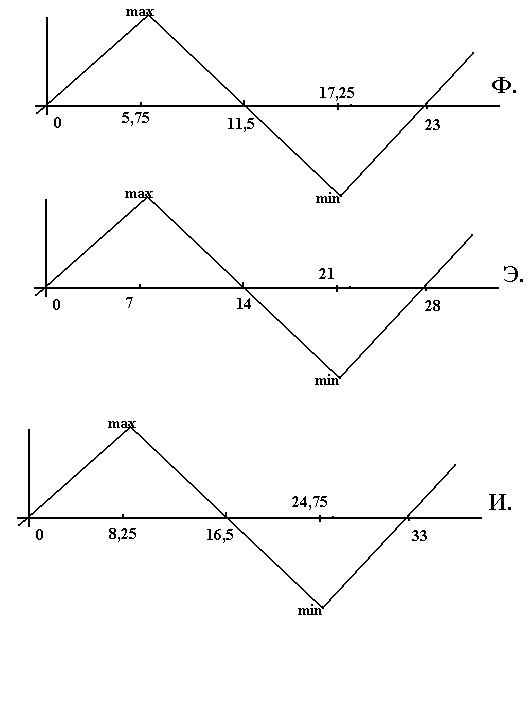 max
17,25
Ф.
0
5,75
11,5
23
min
max
21
Э.
0
7
14
28
min
max
24,75
И.
0
8,25
16,5
33
min